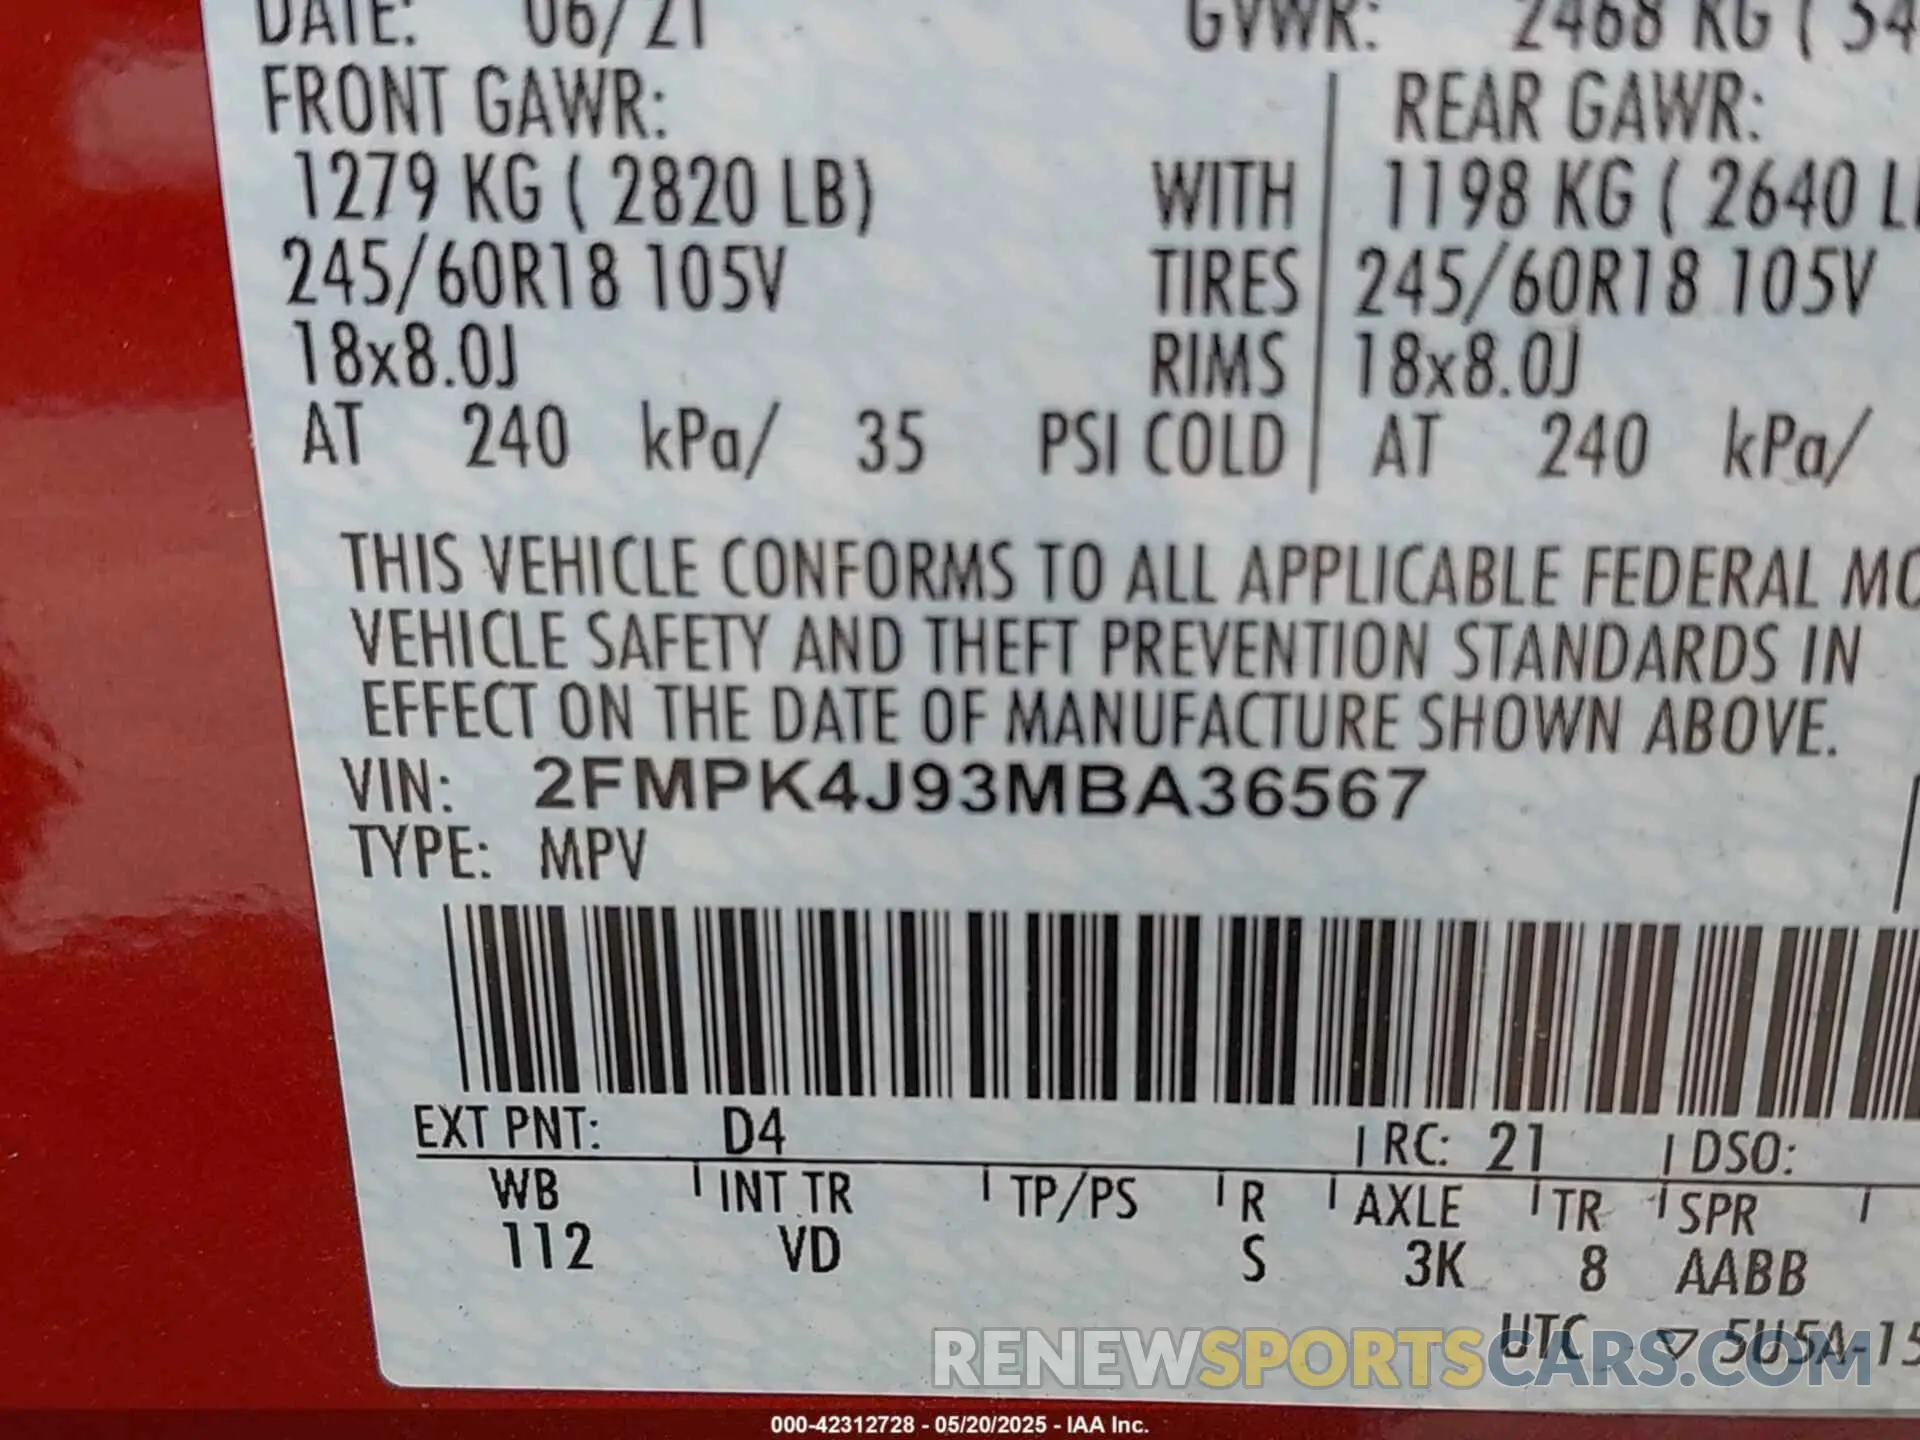 DATE: 06/21 GVWR: 2468 KG ( 54
FRONT GAWR: REAR GAWR:
1279 KG ( 2820 LB) WITH 1198 KG ( 2640 L
245/60R18 105V TIRES 245/60R18 105V
18x8.0J RIMS 18x8.0J
AT 240 kPa/ 35 PSI COLD AT 240 kPa/
THIS VEHICLE CONFORMS TO ALL APPLICABLE FEDERAL MO
VEHICLE SAFETY AND THEFT PREVENTION STANDARDS IN
EFFECT ON THE DATE OF MANUFACTURE SHOWN ABOVE.
VIN: 2FMPK4J93MBA36567
TYPE: MPV
EXT PNT: D4 RC: 21 DSO:
WB INT TR TP/PS R AXLE TR SPR
112 VD S 3K 8 AABB
UTC ▽ 5U5A-15
RENEWSPORTSCARS.COM
000-42312728 - 05/20/2025 - IAA Inc.